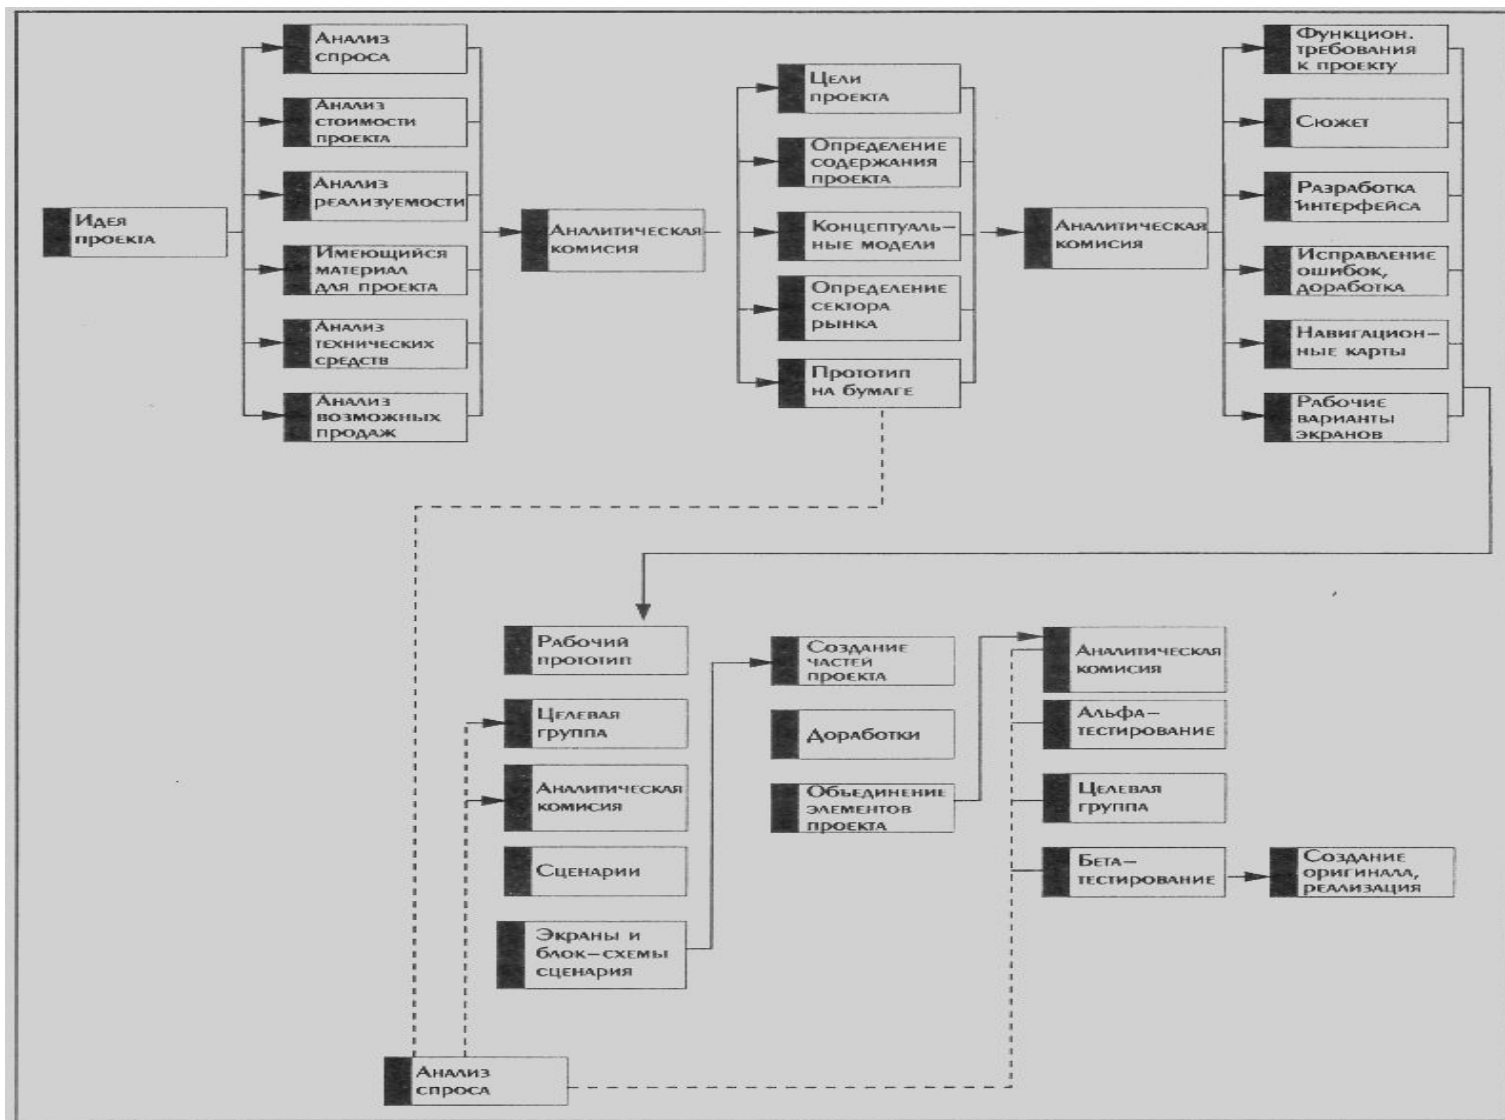 Идея
проекта
Анализ
спроса
Анализ
стоимости
проекта
Анализ
реализуемости
Имеющийся
материал
для проекта
Анализ
технических
средств
Анализ
возможных
продаж
Аналитическая
комисия
Цели
проекта
Определение
содержания
проекта
Концептуаль-
ные модели
Определение
сектора
рынка
Прототип
на бумаге
Аналитическая
комисия
Функцион.
требования
к проекту
Сюжет
Разработка
интерфейса
Исправление
ошибок,
доработка
Навигацион-
ные карты
Рабочие
варианты
экранов
Рабочий
прототип
Целевая
группа
Аналитическая
комисия
Сценарии
Экраны и
блок-схемы
сценария
Создание
частей
проекта
Доработки
Объединение
элементов
проекта
Аналитическая
комисия
Альфа-
тестирование
Целевая
группа
Бета-
тестирование
Создание
оригинала,
реализация
Анализ
спроса